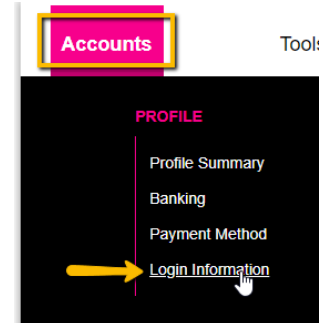 Accounts
Tools
PROFILE
Profile Summary
Banking
Payment Method
Login Information